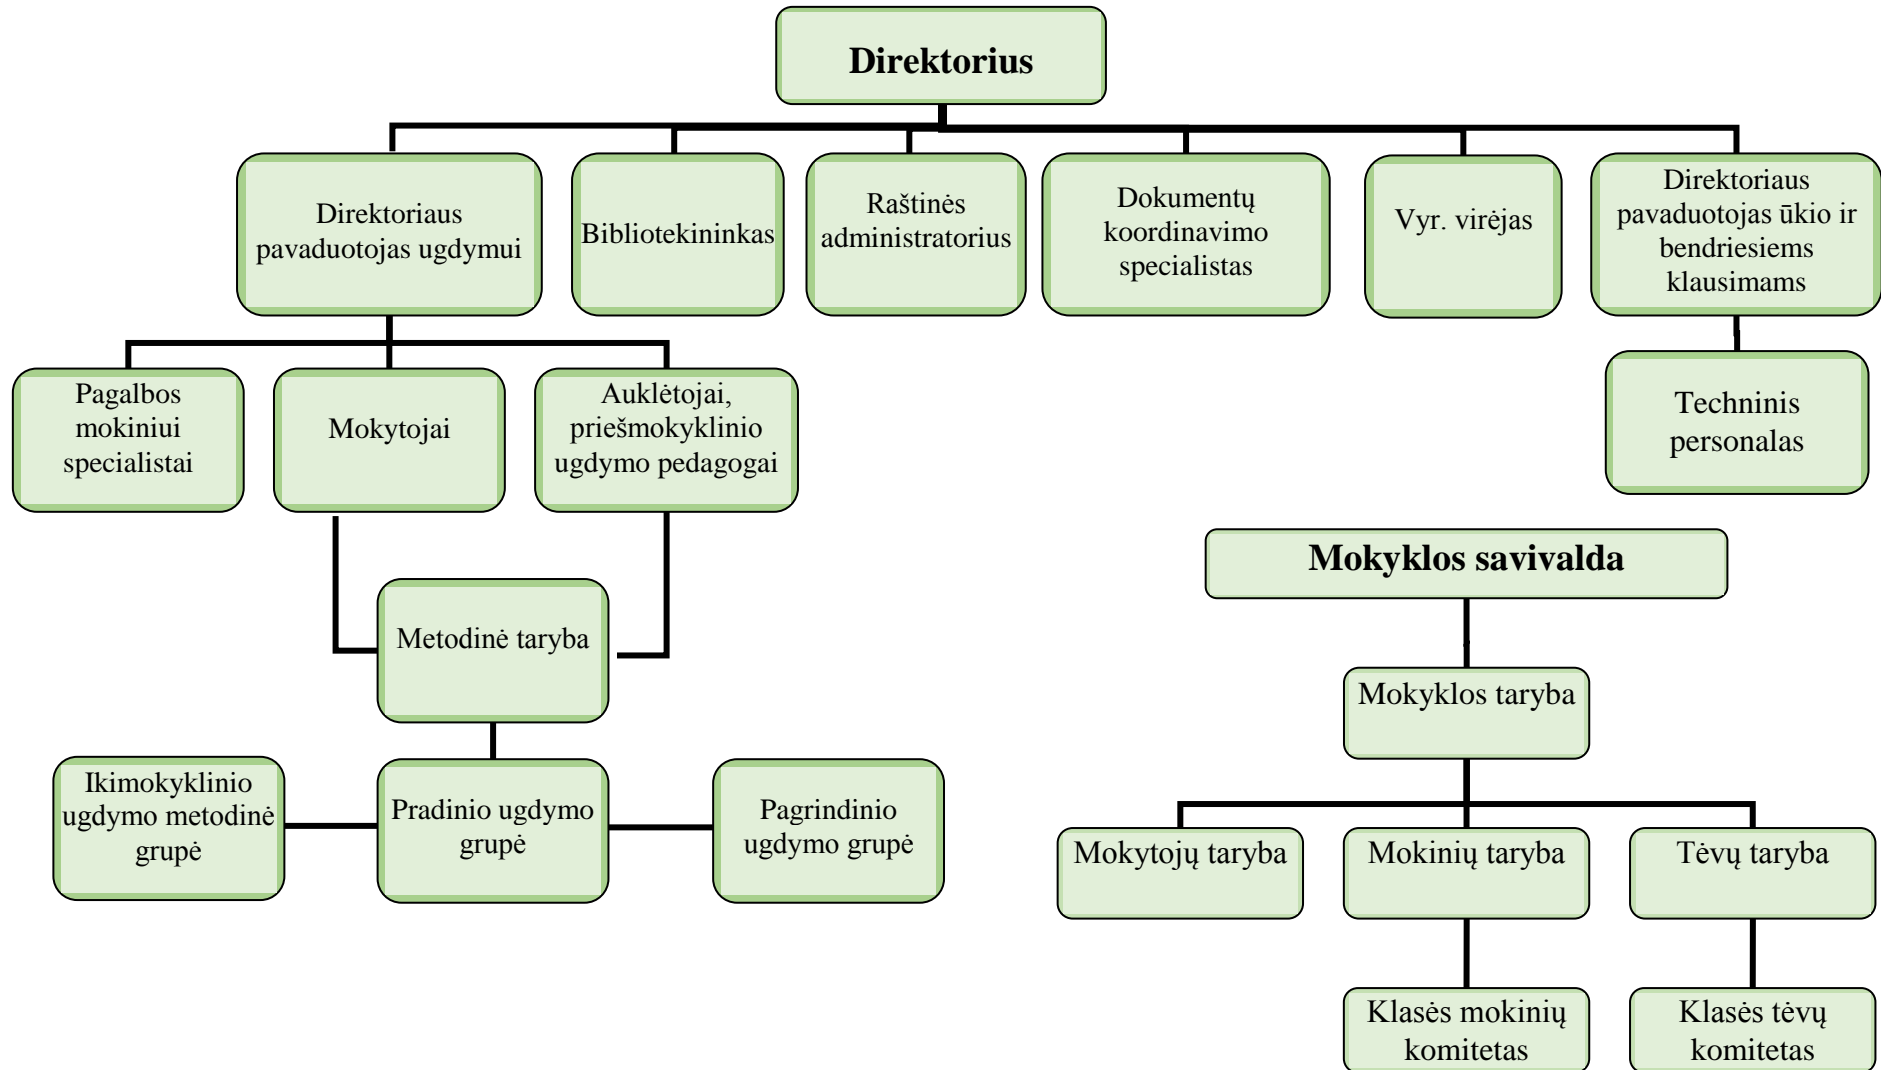 Direktorius
Direktoriaus
pavaduotojas ugdymui
Bibliotekininkas
Raštinės
administratorius
Dokumentų
koordinavimo
specialistas
Vyr. virėjas
Direktoriaus
pavaduotojas ūkio ir
bendriesiems
klausimams
Pagalbos
mokiniui
specialistai
Mokytojai
Auklėtojai,
priešmokyklinio
ugdymo pedagogai
Techninis
personalas
Metodinė taryba
Ikimokyklinio
ugdymo metodinė
grupė
Pradinio ugdymo
grupė
Pagrindinio
ugdymo grupė
Mokyklos savivalda
Mokyklos taryba
Mokytojų taryba
Mokinių taryba
Tėvų taryba
Klasės mokinių
komitetas
Klasės tėvų
komitetas